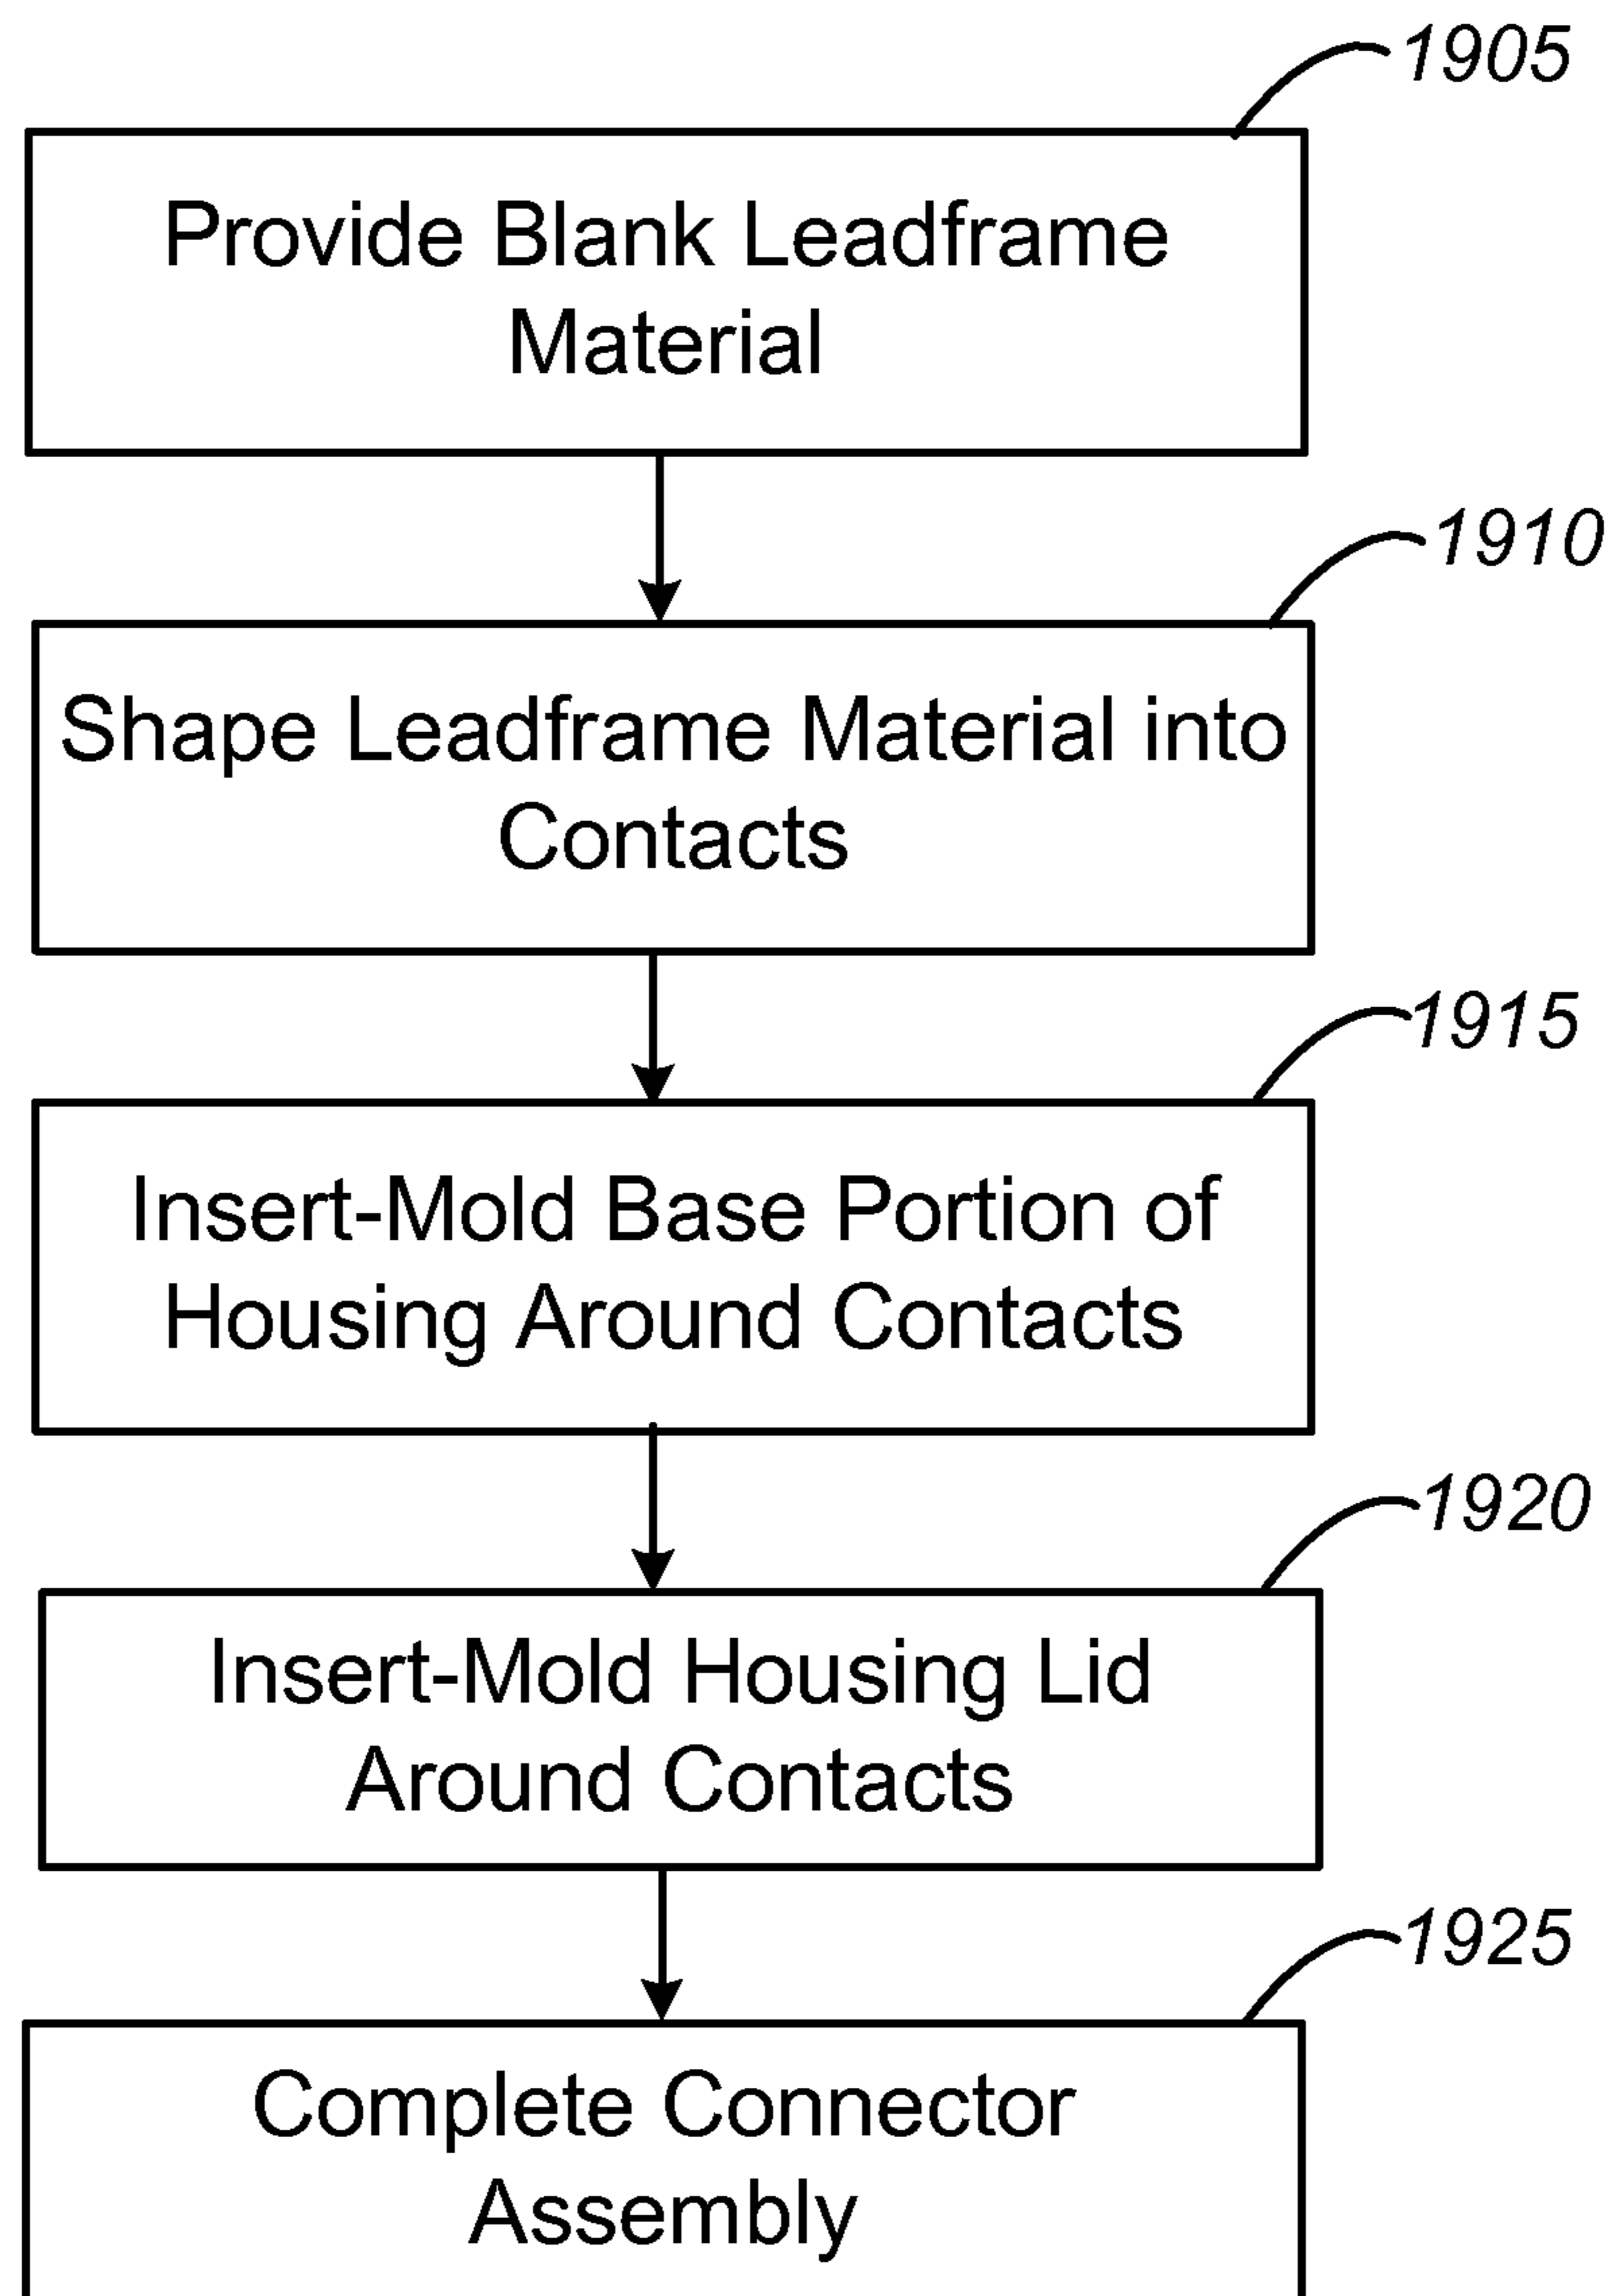 1905
Provide Blank Leadframe
Material
1910
Shape Leadframe Material into
Contacts
1915
Insert-Mold Base Portion of
Housing Around Contacts
1920
Insert-Mold Housing Lid
Around Contacts
1925
Complete Connector
Assembly